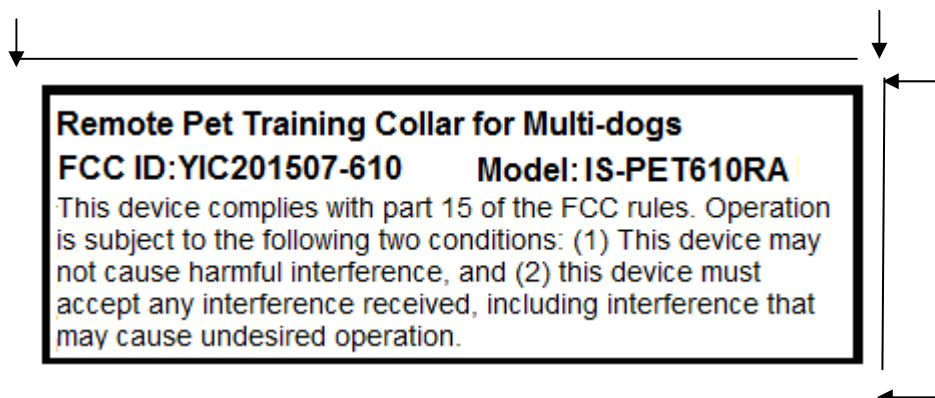 Remote Pet Training Collar for Multi-dogs
FCC ID:YIC201507-610 Model: IS-PET610RA
This device complies with part 15 of the FCC rules. Operation
is subject to the following two conditions: (1) This device may
not cause harmful interference, and (2) this device must
accept any interference received, including interference that
may cause undesired operation.